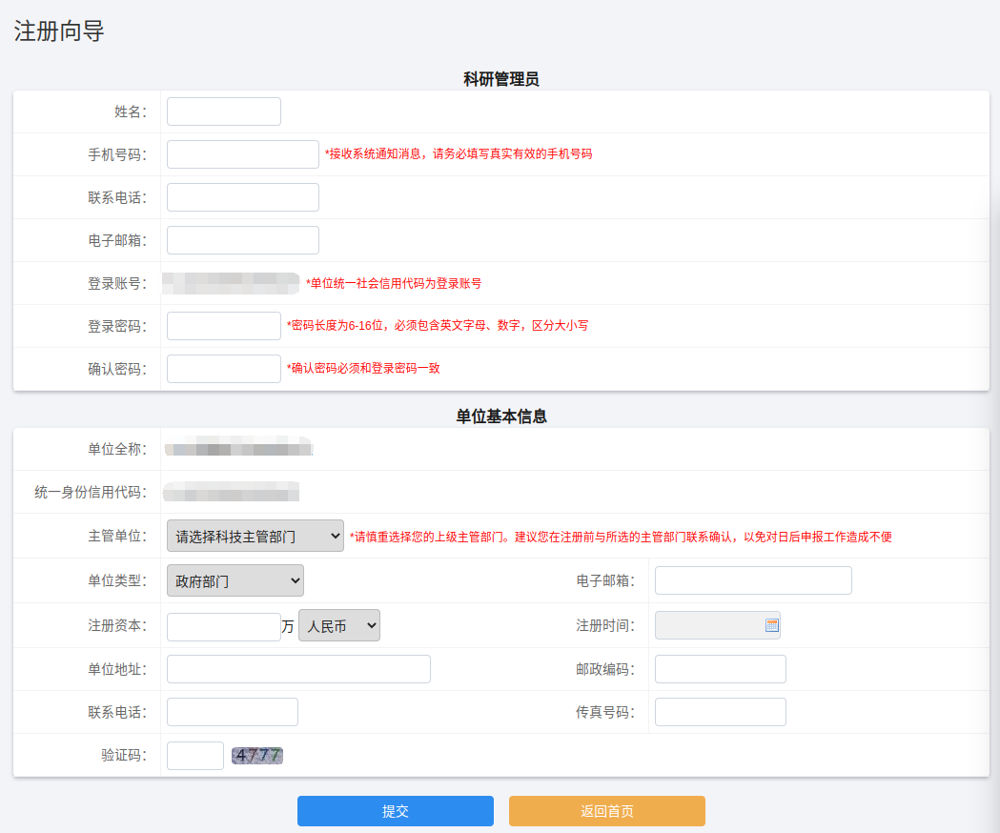 注册向导
科研管理员
姓名：
手机号码： *接收系统通知消息，请务必填写真实有效的手机号码
联系电话：
电子邮箱：
登录账号： *单位统一社会信用代码为登录账号
登录密码： *密码长度为6-16位，必须包含英文字母、数字，区分大小写
确认密码： *确认密码必须和登录密码一致
单位基本信息
单位全称：
统一身份信用代码：
主管单位： 请选择科技主管部门 *请慎重选择您的上级主管部门。建议您在注册前与所选的主管部门联系确认，以免对日后申报工作造成不便
单位类型： 政府部门 电子邮箱：
注册资本： 万 人民币 注册时间：
单位地址： 邮政编码：
联系电话： 传真号码：
验证码： 4777
提交 返回首页